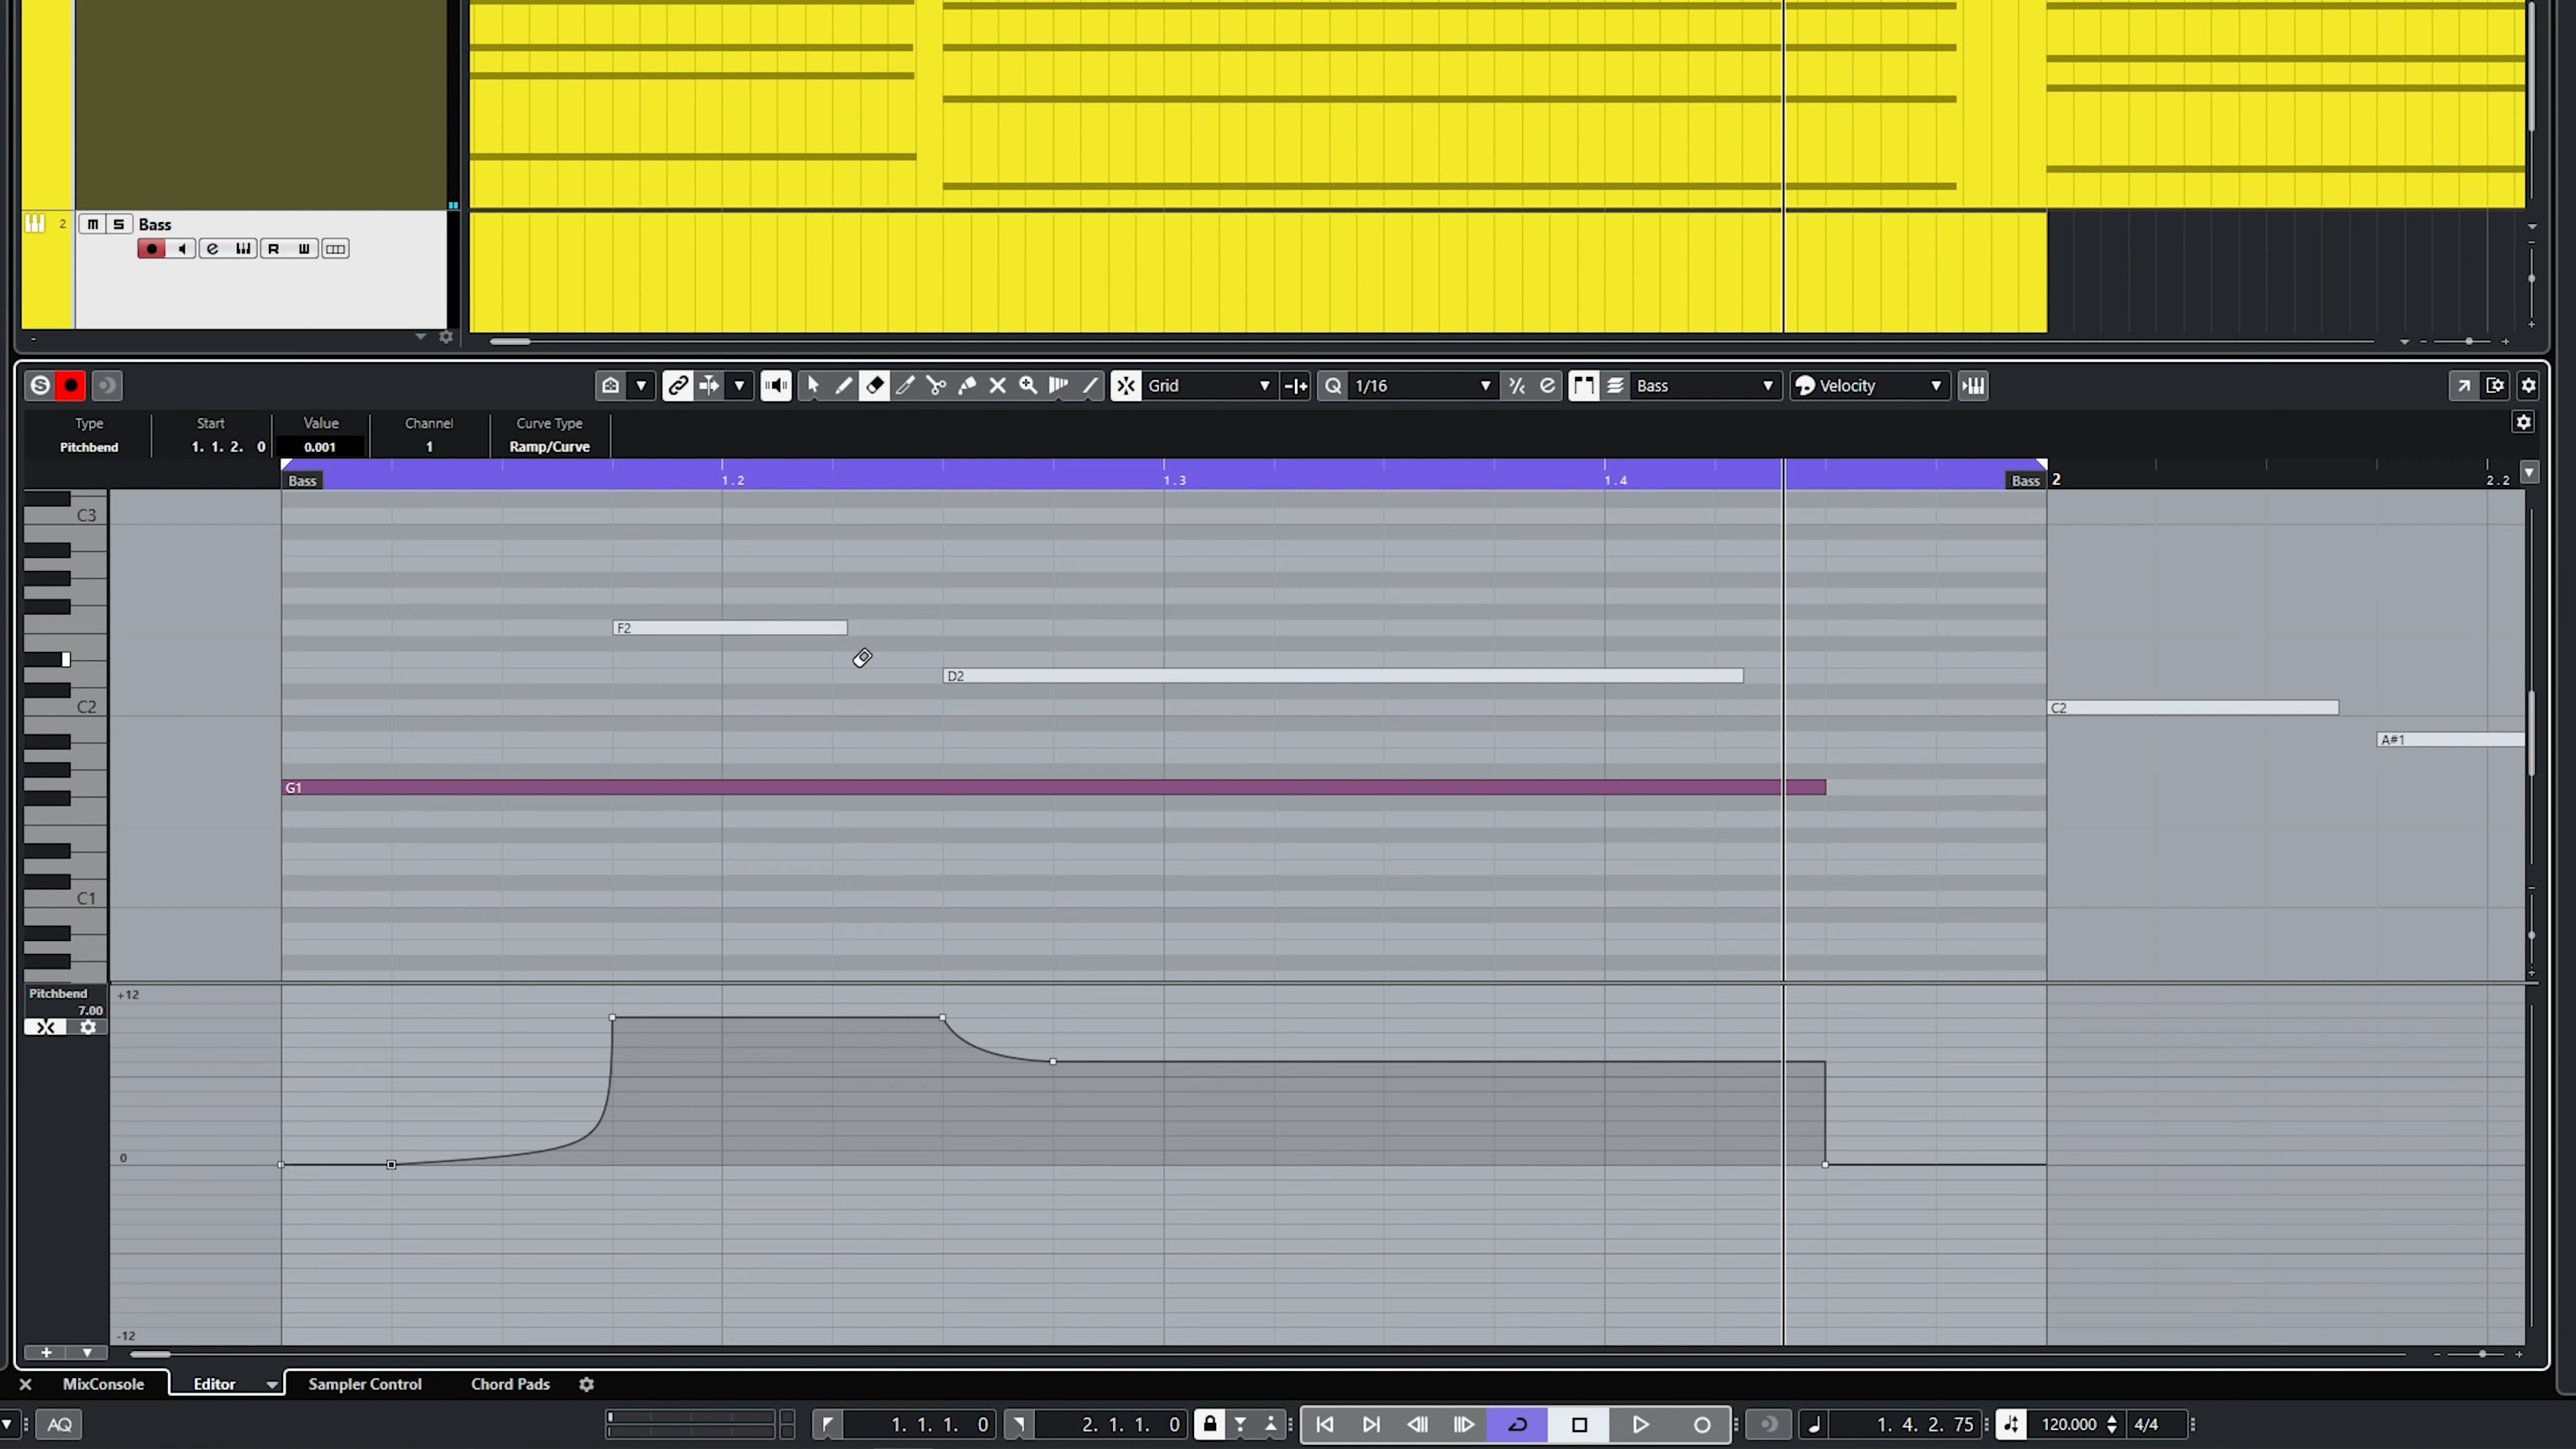 2 m S Bass
e R W
Grid Q 1/16 e Bass Velocity
Type Start Value Channel Curve Type
Pitchbend 1. 1. 2. 0 0.001 1 Ramp/Curve
Bass 1.2 1.3 1.4 Bass 2 2.2
C3
F2
D2
C2 C2
A#1
G1
C1
Pitchbend +12
7.00
0
-12
MixConsole Editor Sampler Control Chord Pads
AQ 1. 1. 1. 0 2. 1. 1. 0 1. 4. 2. 75 120.000 4/4